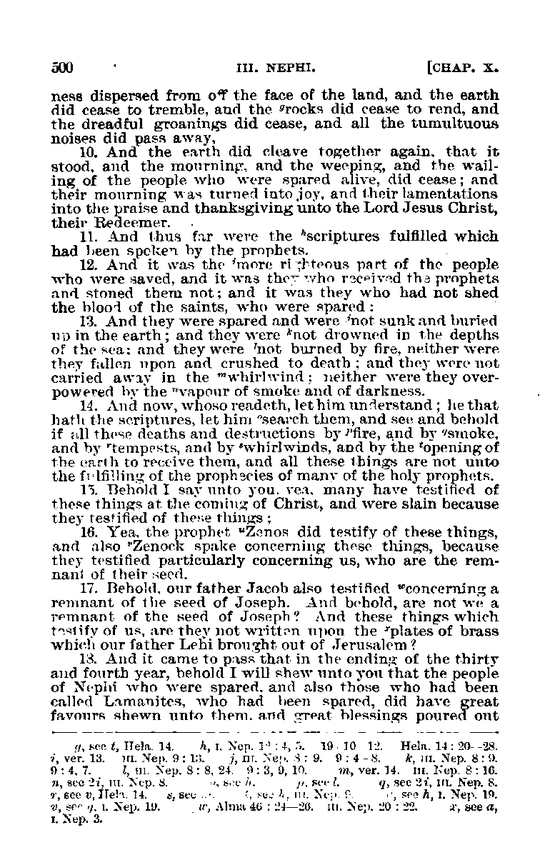 500 III. NEPHI. [CHAP. X.
ness dispersed from off the face of the land, and the earth
did cease to tremble, and the grocks did cease to rend, and
the dreadful groanings did cease, and all the tumultuous
noises did pass away,
10. And the earth did cleave together again, that it
stood, and the mourning, and the weeping, and the wail-
ing of the people who were spared alive, did cease; and
their mourning was turned into joy, and their lamentations
into the praise and thanksgiving unto the Lord Jesus Christ,
their Redeemer.
11. And thus far were the hscriptures fulfilled which
had been spoken by the prophets.
12. And it was the imore righteous part of the people
who were saved, and it was they who received the prophets
and stoned them not; and it was they who had not shed
the blood of the saints, who were spared:
13. And they were spared and were jnot sunk and buried
up in the earth; and they were knot drowned in the depths
of the sea; and they were lnot burned by fire, neither were
they fallen upon and crushed to death; and they were not
carried away in the mwhirlwind; neither were they over-
powered by the nvapour of smoke and of darkness.
14. And now, whoso readeth, let him understand; he that
hath the scriptures, let him osearch them, and see and behold
if all these deaths and destructions by pfire, and by qsmoke,
and by rtempests, and by swhirlwinds, and by the topening of
the earth to receive them, and all these things are not unto
the fulfilling of the prophecies of many of the holy prophets.
15. Behold I say unto you, yea, many have testified of
these things at the coming of Christ, and were slain because
they testified of these things;
16. Yea, the prophet uZenos did testify of these things,
and also vZenock spake concerning these things, because
they testified particularly concerning us, who are the rem-
nant of their seed.
17. Behold, our father Jacob also testified wconcerning a
remnant of the seed of Joseph. And behold, are not we a
remnant of the seed of Joseph? And these things which
testify of us, are they not written upon the xplates of brass
which our father Lehi brought out of Jerusalem?
18. And it came to pass that in the ending of the thirty
and fourth year, behold I will shew unto you that the people
of Nephi who were spared, and also those who had been
called Lamanites, who had been spared, did have great
favours shewn unto them, and great blessings poured out
g, see t, Hela. 14. h, I. Nep. : 4, 5. 19 : 10 12. Hela. 14 : 20--28.
i, ver. 13. III. Nep. 9 : 13. j, III. Nep. 8 : 9. 9 : 4-8. k, III. Nep. 8 : 9.
9 : 4, 7. l, III. Nep. 8 : 8, 24. 9 : 3, 9, 10. m, ver. 14. III. Nep. 8 : 16.
n, see 2i, III. Nep. 8. o, see h. p, see l. q, see 2i, III. Nep. 8.
r, see v, Hela. 14. s, see t, see h, III. Nep. see h, I. Nep. 19.
v, see q, I. Nep. 19. w, Alma 46 : 24--26. III. Nep. 20 : 22. x, see a,
I. Nep. 3.